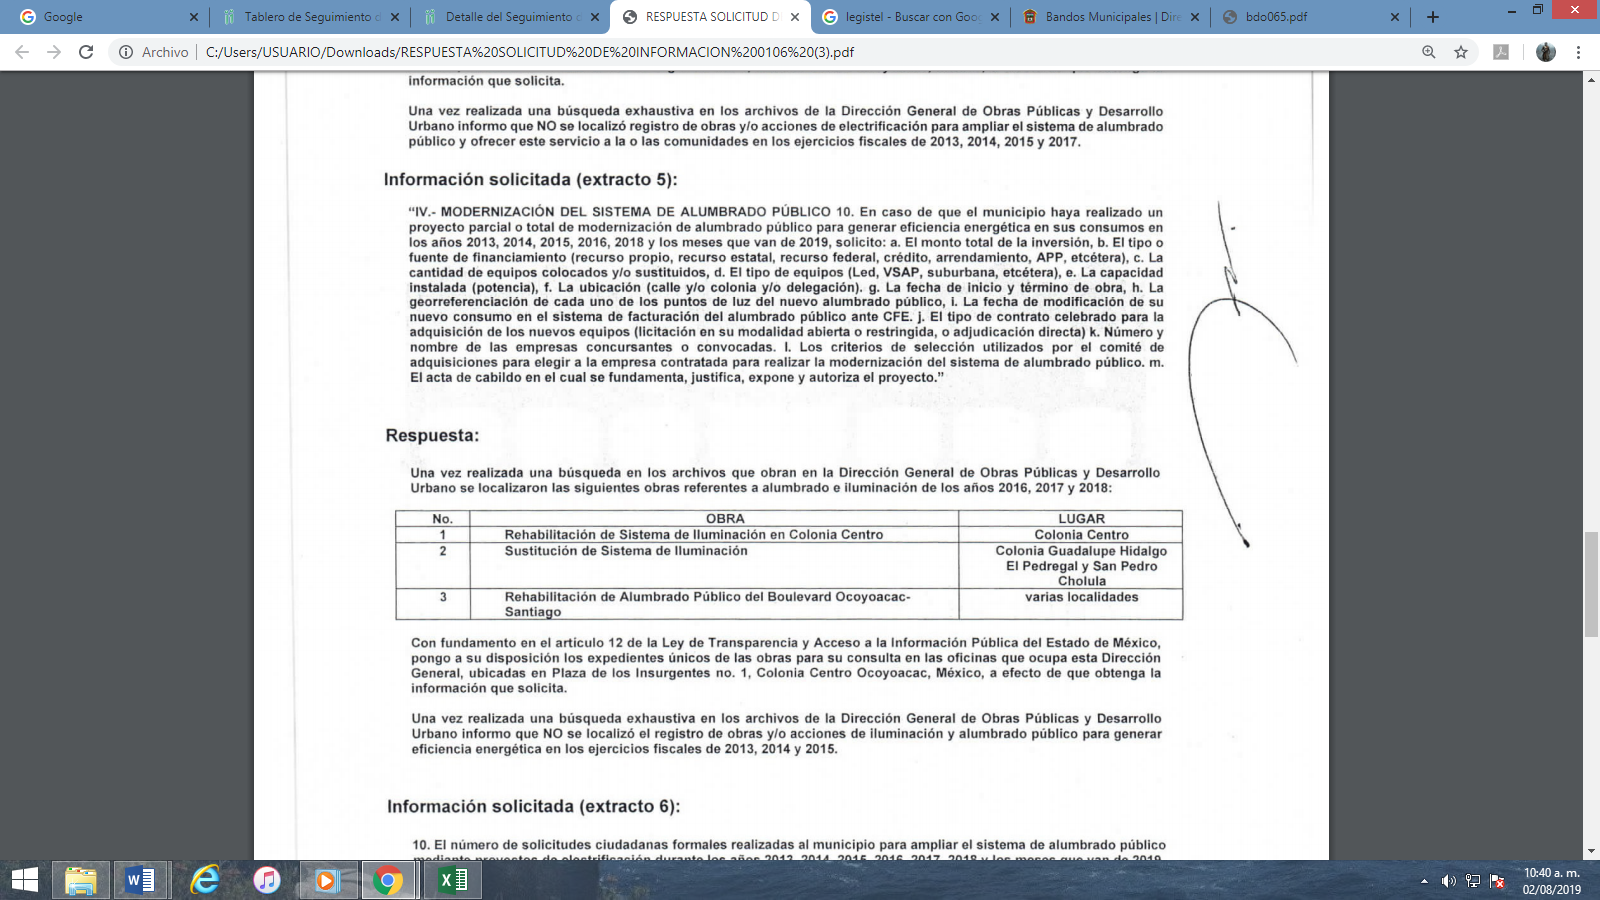 Google
Tablero de Seguimiento d
Detalle del Seguimiento d
RESPUESTA SOLICITUD D
legistel - Buscar con Goo
Bandos Municipales | Dire
bdo065.pdf
Archivo
C:/Users/USUARIO/Downloads/RESPUESTA%20SOLICITUD%20DE%20INFORMACION%200106%20(3).pdf
información que solicita.
Una vez realizada una búsqueda exhaustiva en los archivos de la Dirección General de Obras Públicas y Desarrollo
Urbano informo que NO se localizó registro de obras y/o acciones de electrificación para ampliar el sistema de alumbrado
público y ofrecer este servicio a la o las comunidades en los ejercicios fiscales de 2013, 2014, 2015 y 2017.
Información solicitada (extracto 5):
“IV.- MODERNIZACIÓN DEL SISTEMA DE ALUMBRADO PÚBLICO 10. En caso de que el municipio haya realizado un
proyecto parcial o total de modernización de alumbrado público para generar eficiencia energética en sus consumos en
los años 2013, 2014, 2015, 2016, 2018 y los meses que van de 2019, solicito: a. El monto total de la inversión, b. El tipo o
fuente de financiamiento (recurso propio, recurso estatal, recurso federal, crédito, arrendamiento, APP, etcétera), c. La
cantidad de equipos colocados y/o sustituidos, d. El tipo de equipos (Led, VSAP, suburbana, etcétera), e. La capacidad
instalada (potencia), f. La ubicación (calle y/o colonia y/o delegación). g. La fecha de inicio y término de obra, h. La
georreferenciación de cada uno de los puntos de luz del nuevo alumbrado público, i. La fecha de modificación de su
nuevo consumo en el sistema de facturación del alumbrado público ante CFE. j. El tipo de contrato celebrado para la
adquisición de los nuevos equipos (licitación en su modalidad abierta o restringida, o adjudicación directa) k. Número y
nombre de las empresas concursantes o convocadas. l. Los criterios de selección utilizados por el comité de
adquisiciones para elegir a la empresa contratada para realizar la modernización del sistema de alumbrado público. m.
El acta de cabildo en el cual se fundamenta, justifica, expone y autoriza el proyecto.”
Respuesta:
Una vez realizada una búsqueda en los archivos que obran en la Dirección General de Obras Públicas y Desarrollo
Urbano se localizaron las siguientes obras referentes a alumbrado e iluminación de los años 2016, 2017 y 2018:
No. OBRA LUGAR
1 Rehabilitación de Sistema de Iluminación en Colonia Centro Colonia Centro
2 Sustitución de Sistema de Iluminación Colonia Guadalupe Hidalgo
El Pedregal y San Pedro
Cholula
3 Rehabilitación de Alumbrado Público del Boulevard Ocoyoacac- varias localidades
Santiago
Con fundamento en el artículo 12 de la Ley de Transparencia y Acceso a la Información Pública del Estado de México,
pongo a su disposición los expedientes únicos de las obras para su consulta en las oficinas que ocupa esta Dirección
General, ubicadas en Plaza de los Insurgentes no. 1, Colonia Centro Ocoyoacac, México, a efecto de que obtenga la
información que solicita.
Una vez realizada una búsqueda exhaustiva en los archivos de la Dirección General de Obras Públicas y Desarrollo
Urbano informo que NO se localizó el registro de obras y/o acciones de iluminación y alumbrado público para generar
eficiencia energética en los ejercicios fiscales de 2013, 2014 y 2015.
Información solicitada (extracto 6):
10. El número de solicitudes ciudadanas formales realizadas al municipio para ampliar el sistema de alumbrado público
mediante proyectos de electrificación durante los años 2013, 2014, 2015, 2016, 2017, 2018 y los meses que van de 2019
10:40 a. m.
02/08/2019